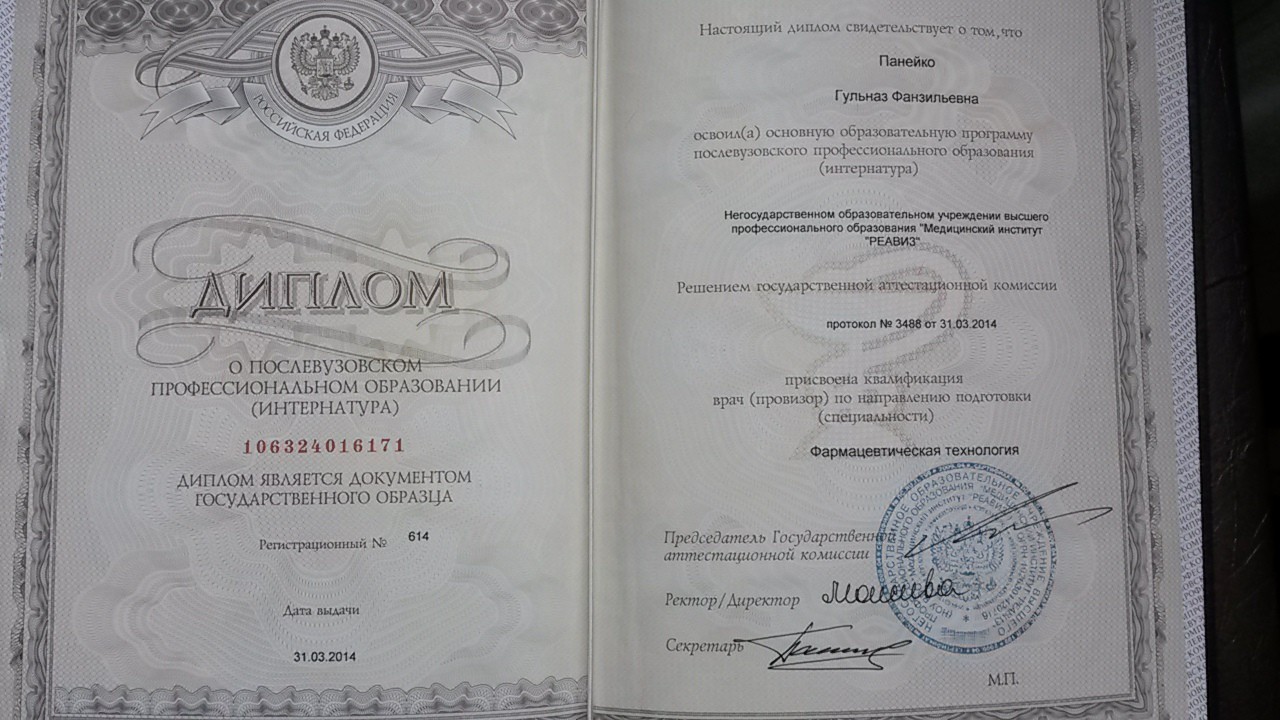 РОССИЙСКАЯ ФЕДЕРАЦИЯ
ДИПЛОМ
О ПОСЛЕВУЗОВСКОМ
ПРОФЕССИОНАЛЬНОМ ОБРАЗОВАНИИ
(ИНТЕРНАТУРА)
106324016171
ДИПЛОМ ЯВЛЯЕТСЯ ДОКУМЕНТОМ
ГОСУДАРСТВЕННОГО ОБРАЗЦА
Регистрационный № 614
Дата выдачи
31.03.2014
Настоящий диплом свидетельствует о том,что
Панейко
Гульназ Фанзильевна
освоил(а) основную образовательную программу
послевузовского профессионального образования
(интернатура)
Негосударственном образовательном учреждении высшего
профессионального образования "Медицинский институт
"РЕАВИЗ"
Решением государственной аттестационной комиссии
протокол № 3488 от 31.03.2014
присвоена квалификация
врач (провизор) по направлению подготовки
(специальности)
Фармацевтическая технология
Председатель Государственной
аттестационной комиссии
Ректор/Директор
Секретарь
М.П.